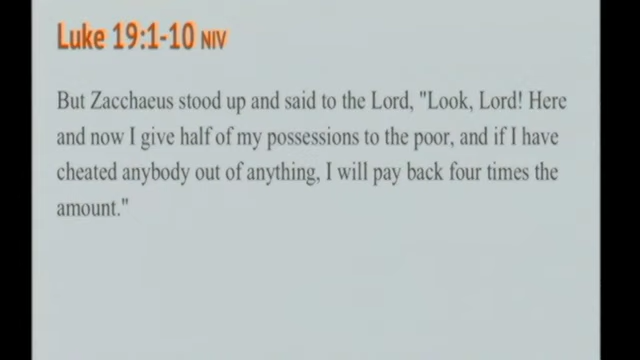 Luke 19:1-10 NIV
But Zacchaeus stood up and said to the Lord, "Look, Lord! Here
and now I give half of my possessions to the poor, and if I have
cheated anybody out of anything, I will pay back four times the
amount."